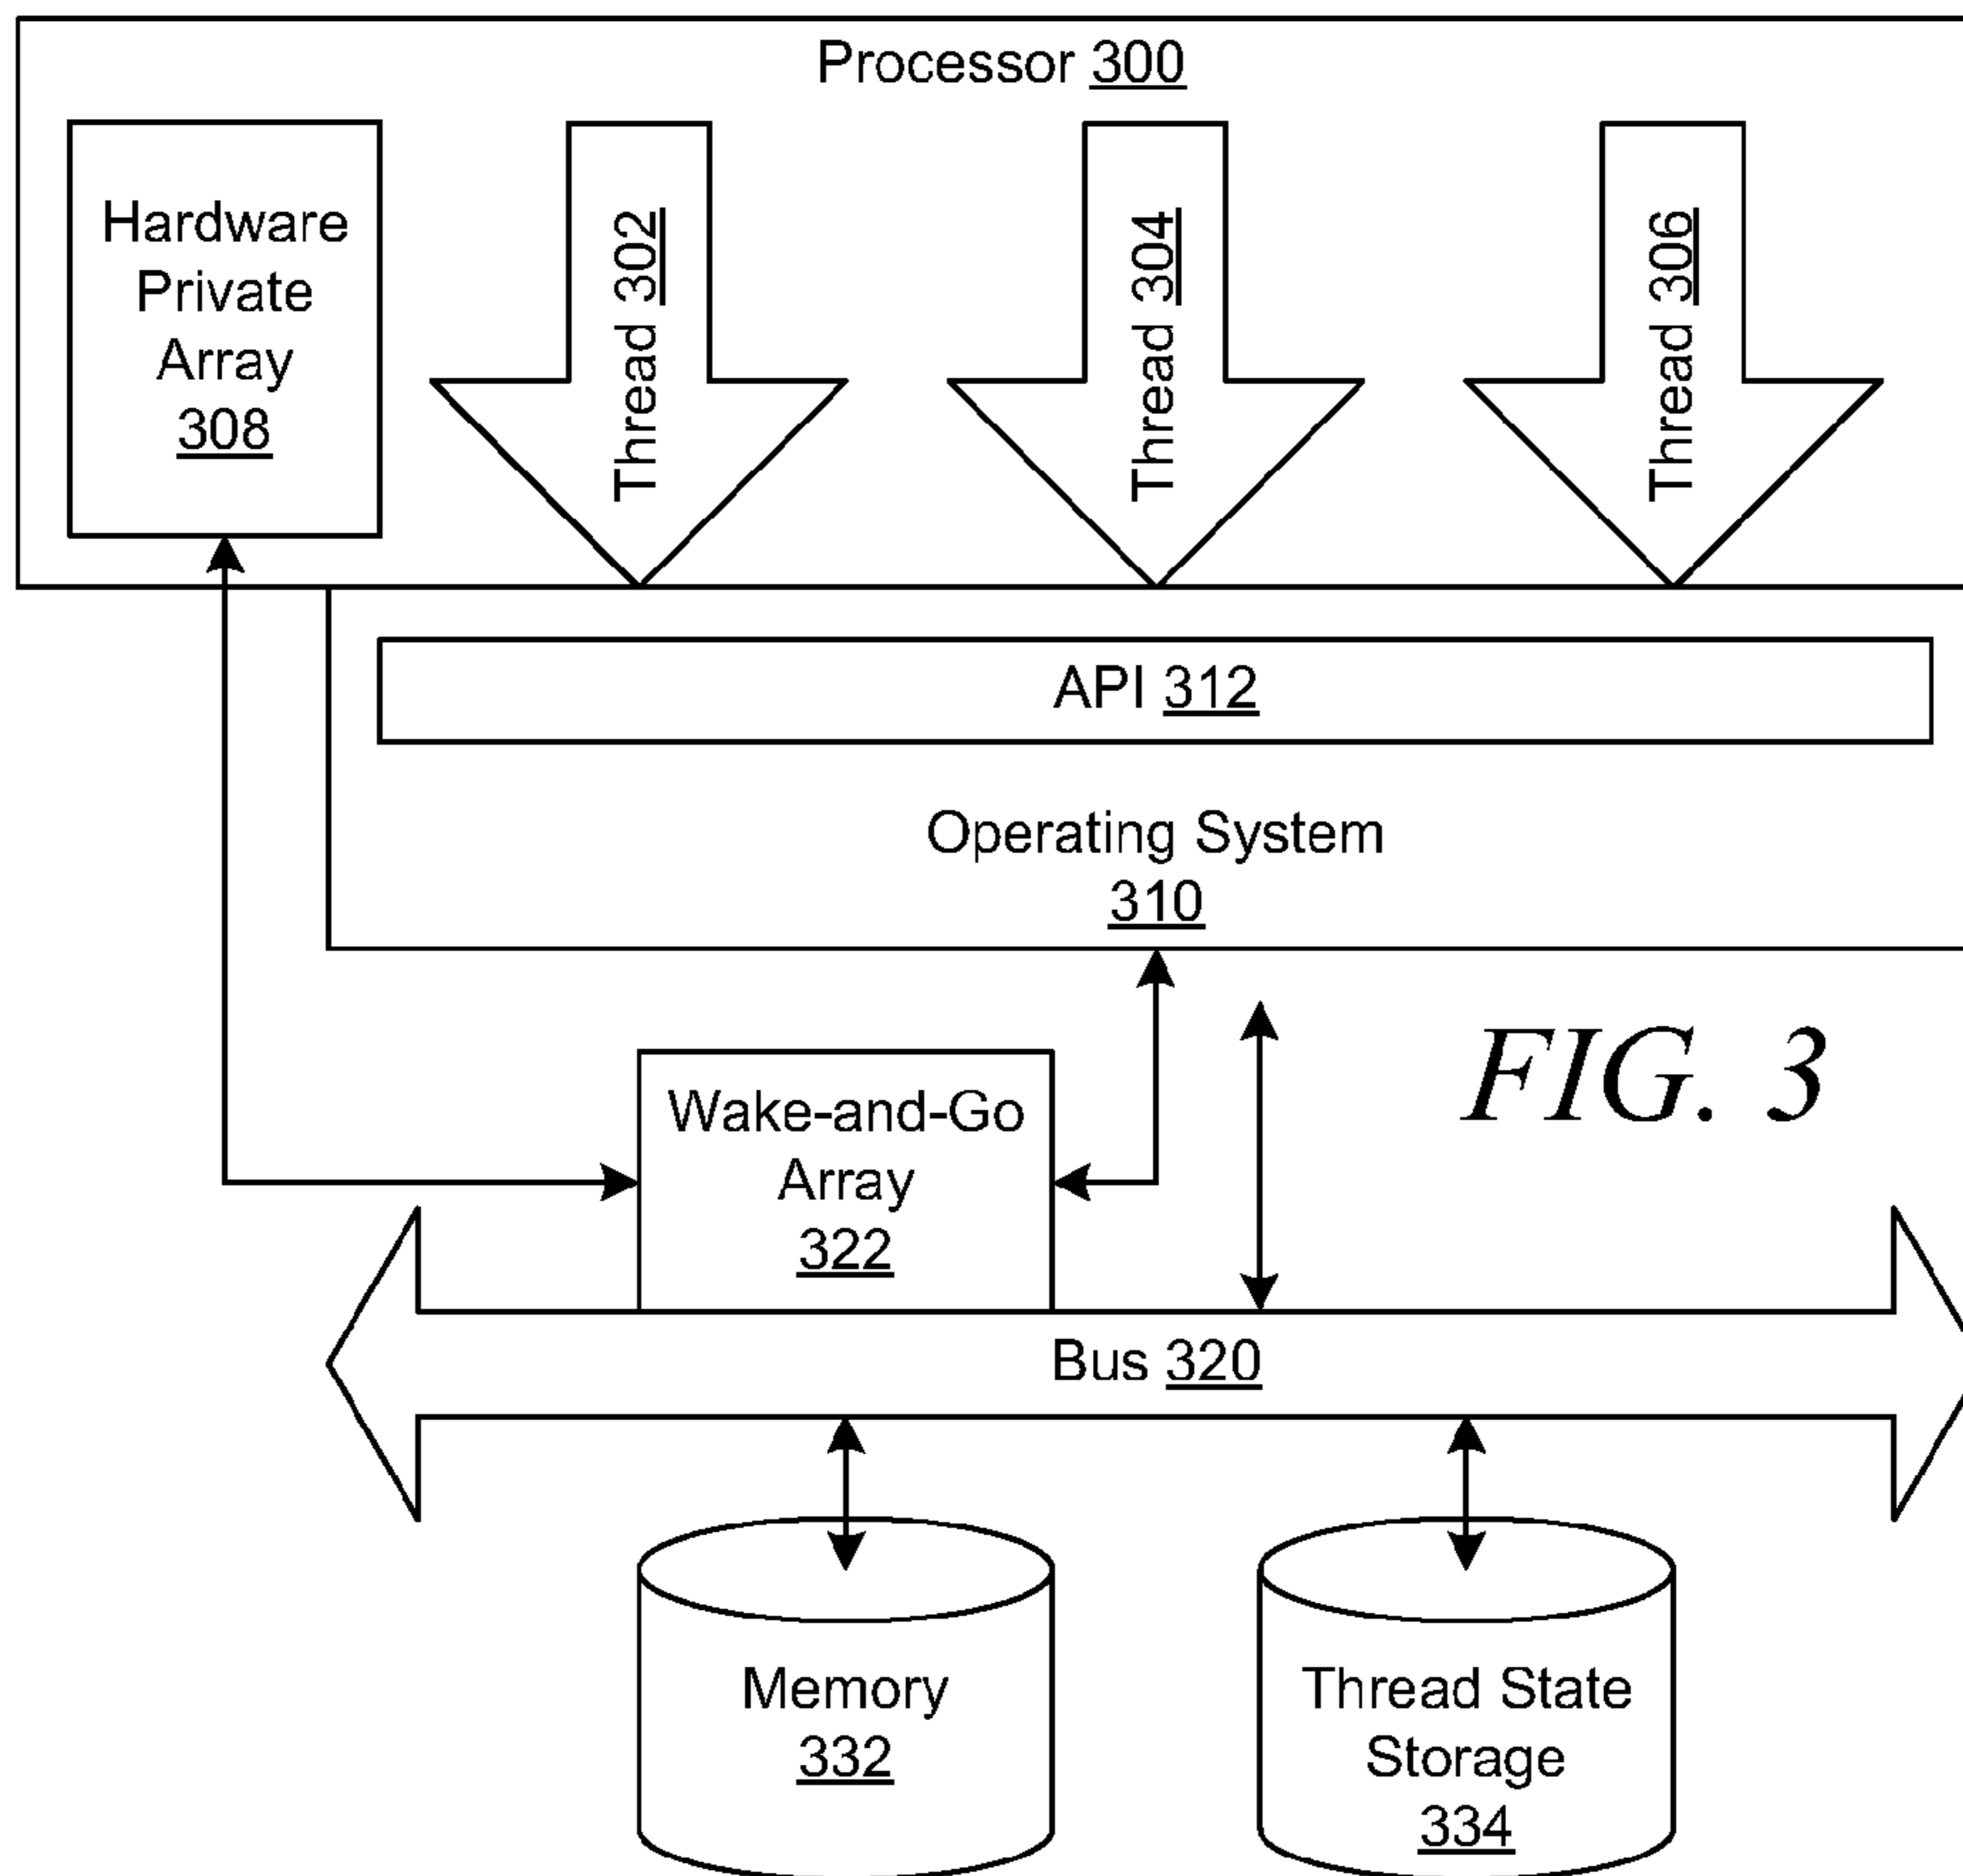 Processor 300
Hardware
Private
Array
308
Thread 302
Thread 304
Thread 306
API 312
Operating System
310
FIG. 3
Wake-and-Go
Array
322
Bus 320
Memory
332
Thread State
Storage
334